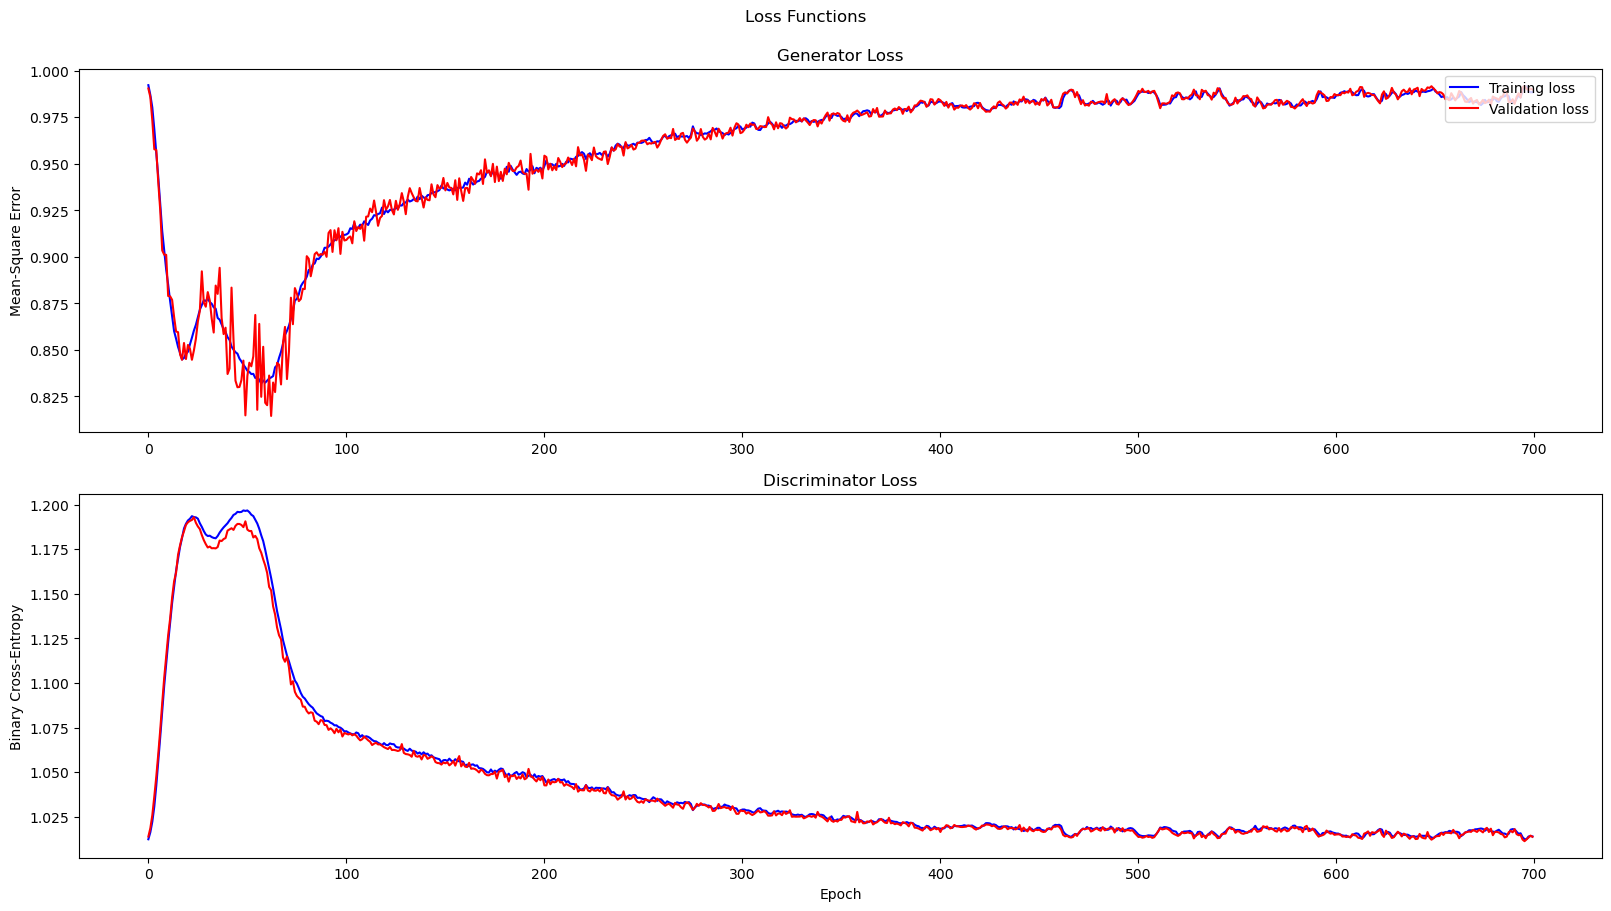 Loss Functions
Generator Loss
Mean-Square Error
1.000
0.975
0.950
0.925
0.900
0.875
0.850
0.825
Training loss
Validation loss
0 100 200 300 400 500 600 700
Discriminator Loss
Binary Cross-Entropy
1.200
1.175
1.150
1.125
1.100
1.075
1.050
1.025
0 100 200 300 400 500 600 700
Epoch